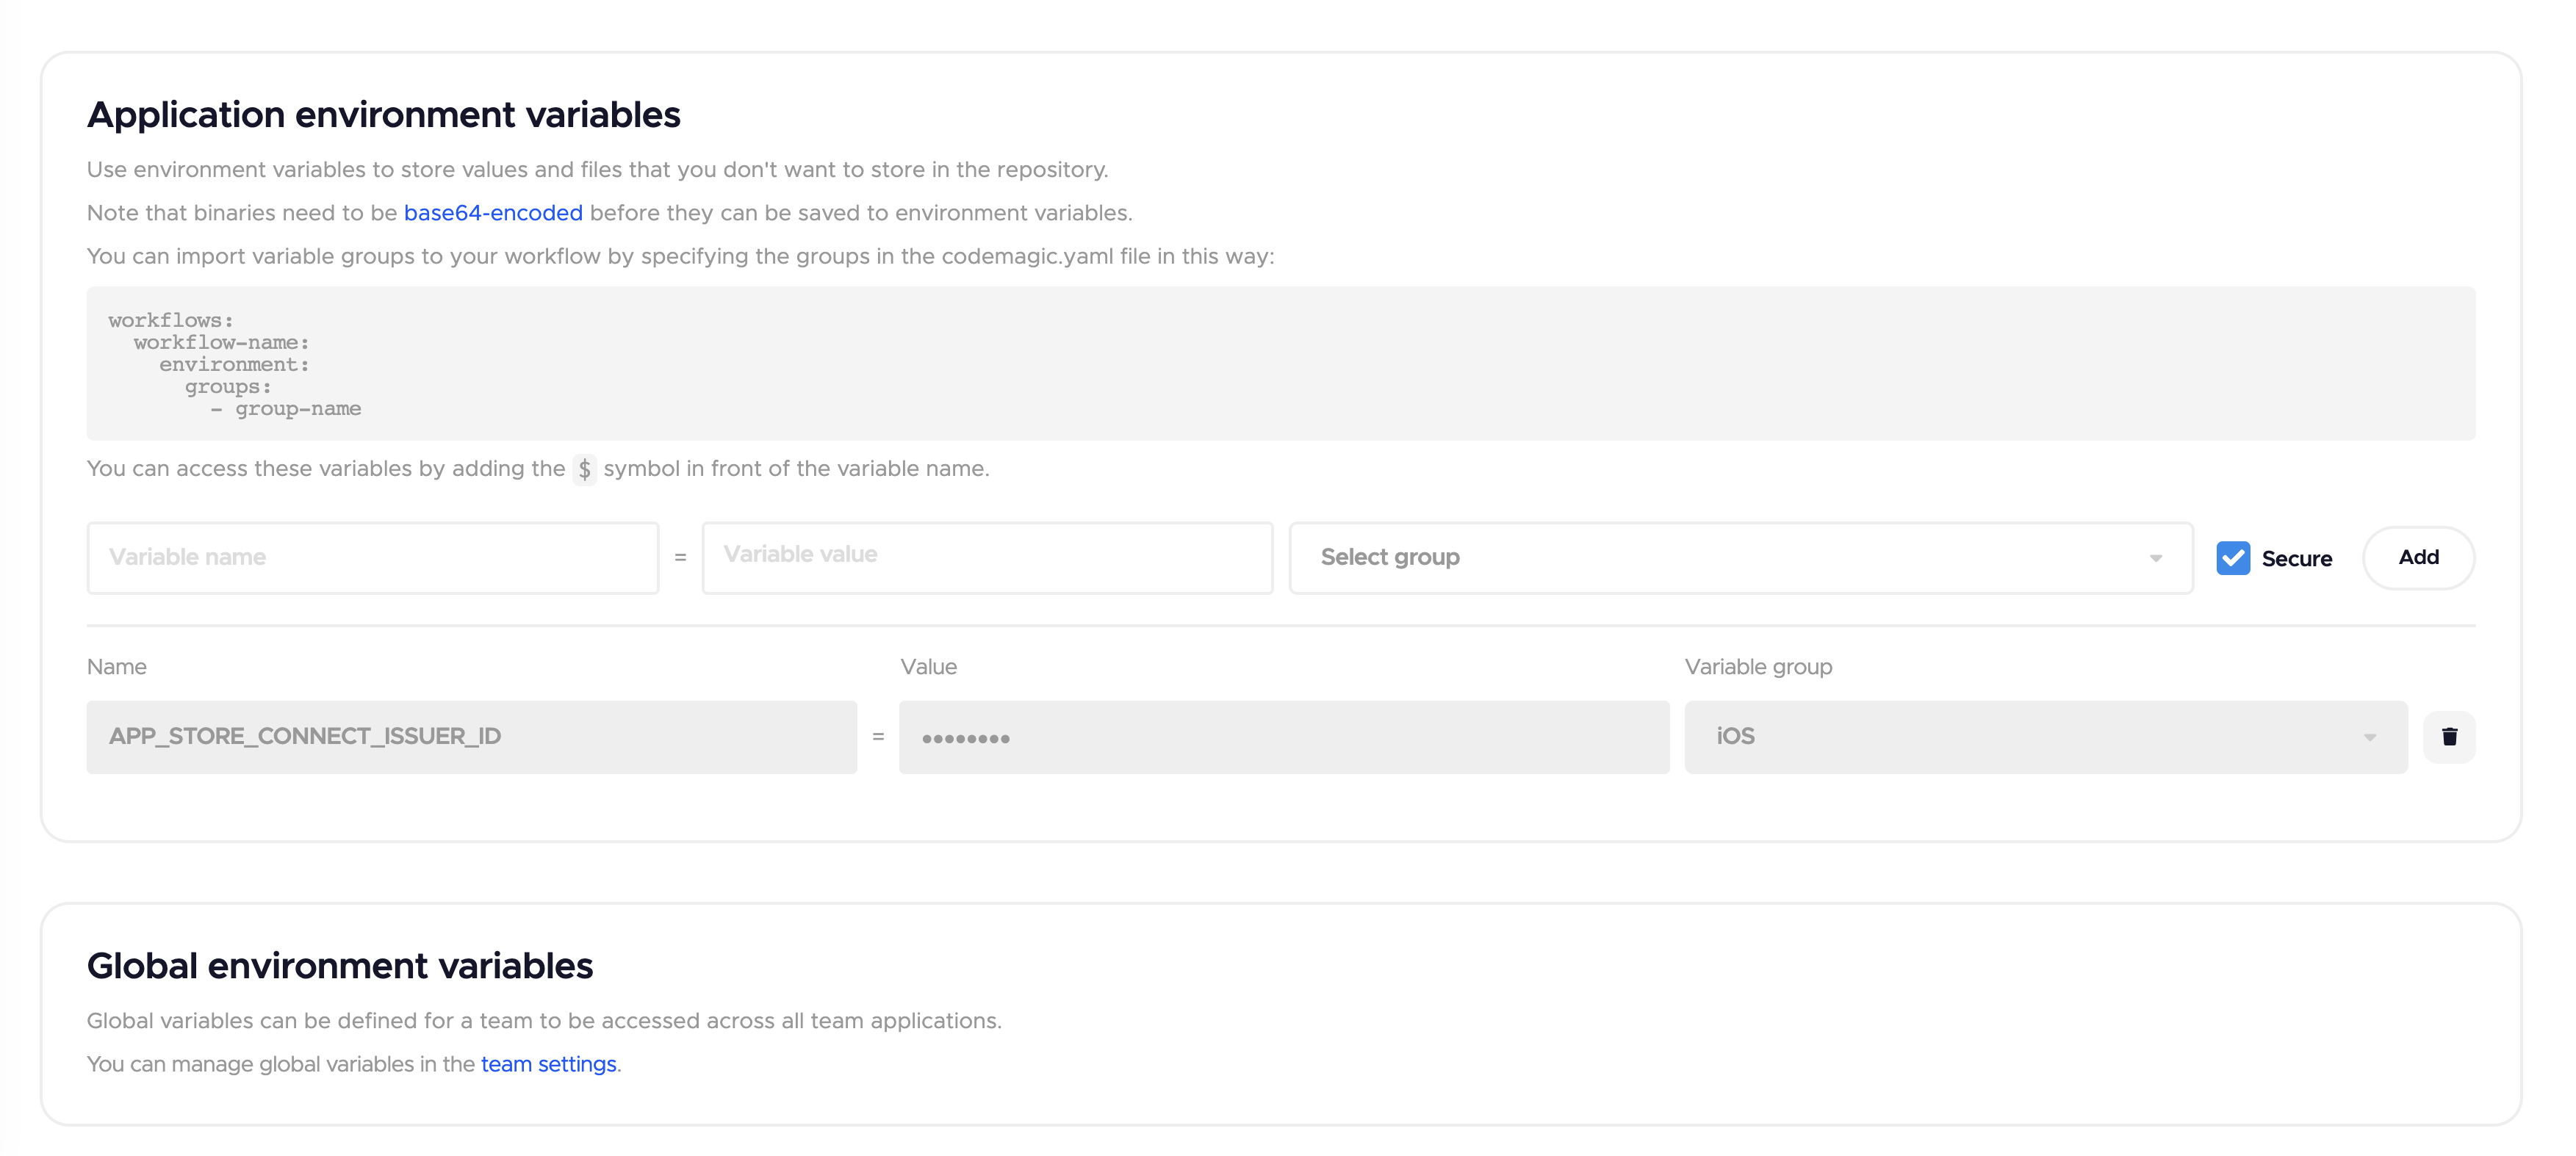 Application environment variables
Use environment variables to store values and files that you don't want to store in the repository.
Note that binaries need to be base64-encoded before they can be saved to environment variables.
You can import variable groups to your workflow by specifying the groups in the codemagic.yaml file in this way:
workflows:
  workflow-name:
    environment:
      groups:
        - group-name
You can access these variables by adding the $ symbol in front of the variable name.
Variable name = Variable value Select group Secure Add
Name Value Variable group
APP_STORE_CONNECT_ISSUER_ID = •••••••• iOS
Global environment variables
Global variables can be defined for a team to be accessed across all team applications.
You can manage global variables in the team settings.